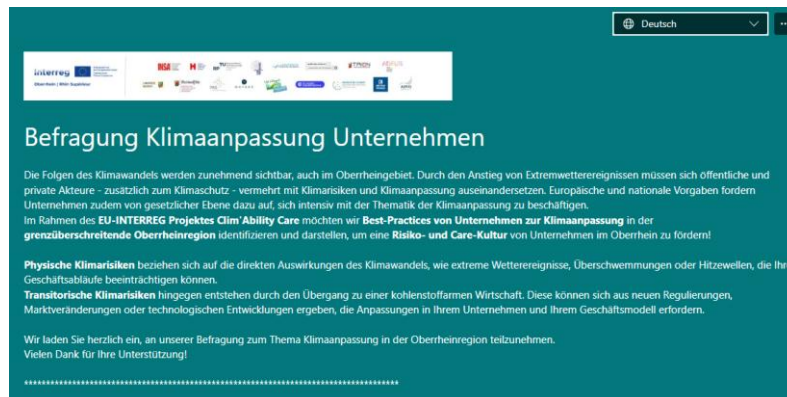 Deutsch
Interreg
Oberrhein | Rhin Supérieur
INSA
TRION
Befragung Klimaanpassung Unternehmen
Die Folgen des Klimawandels werden zunehmend sichtbar, auch im Oberrheingebiet. Durch den Anstieg von Extremwetterereignissen müssen sich öffentliche und
private Akteure - zusätzlich zum Klimaschutz - vermehrt mit Klimarisiken und Klimaanpassung auseinandersetzen. Europäische und nationale Vorgaben fordern
Unternehmen zudem von gesetzlicher Ebene dazu auf, sich intensiv mit der Thematik der Klimaanpassung zu beschäftigen.
Im Rahmen des EU-INTERREG Projektes Clim'Ability Care möchten wir Best-Practices von Unternehmen zur Klimaanpassung in der
grenzüberschreitende Oberrheinregion identifizieren und darstellen, um eine Risiko- und Care-Kultur von Unternehmen im Oberrhein zu fördern!
Physische Klimarisiken beziehen sich auf die direkten Auswirkungen des Klimawandels, wie extreme Wetterereignisse, Überschwemmungen oder Hitzewellen, die Ihr
Geschäftsabläufe beeinträchtigen können.
Transitorische Klimarisiken hingegen entstehen durch den Übergang zu einer kohlenstoffarmen Wirtschaft. Diese können sich aus neuen Regulierungen,
Marktveränderungen oder technologischen Entwicklungen ergeben, die Anpassungen in Ihrem Unternehmen und Ihrem Geschäftsmodell erfordern.
Wir laden Sie herzlich ein, an unserer Befragung zum Thema Klimaanpassung in der Oberrheinregion teilzunehmen.
Vielen Dank für Ihre Unterstützung!
****************************************************************************************